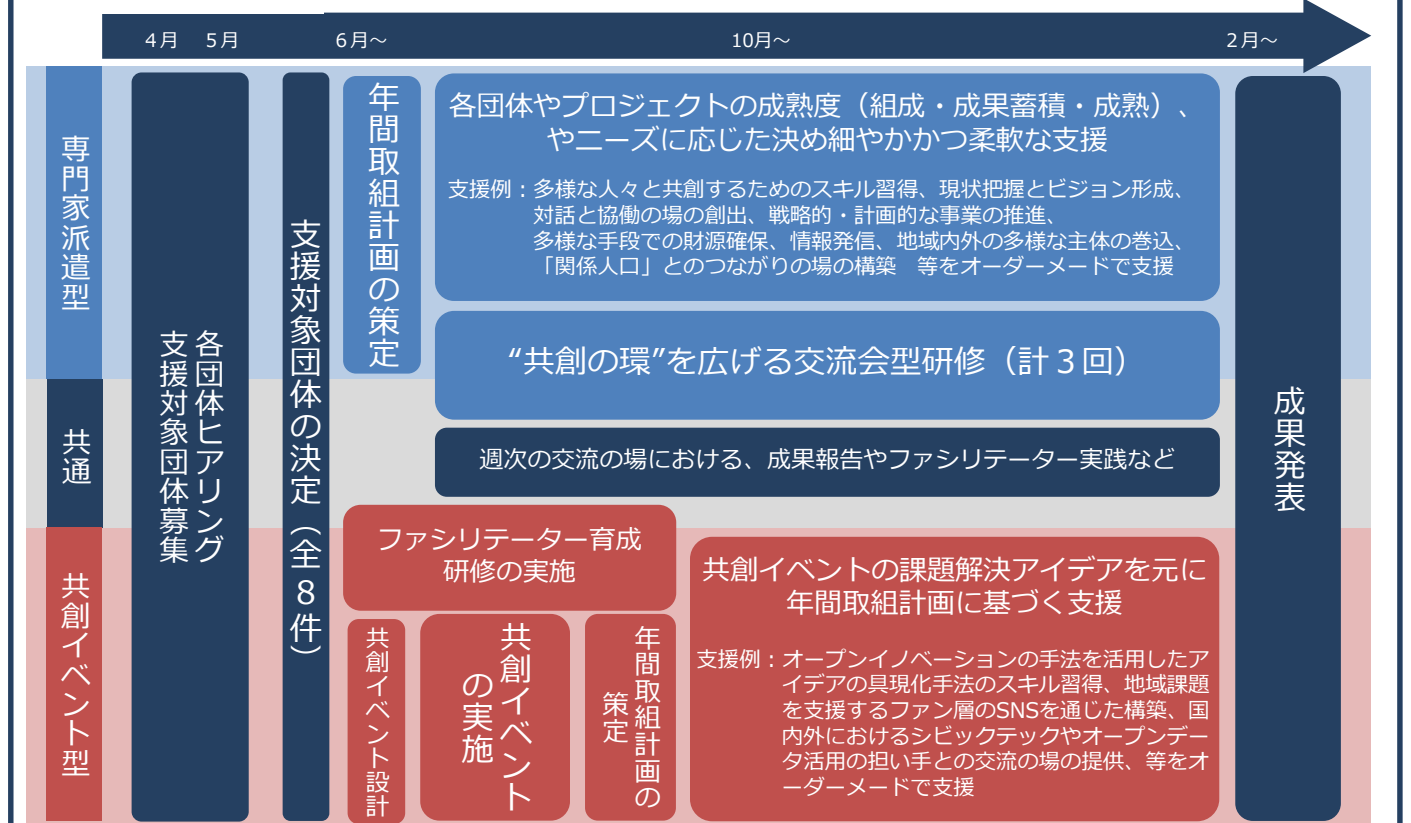 4月 5月 6月～ 10月～ 2月～
専門家派遣型
共通
共創イベント型
各団体ヒアリング
支援対象団体募集
支援対象団体の決定（全８件）
年間取組計画の策定
各団体やプロジェクトの成熟度（組成・成果蓄積・成熟）、
やニーズに応じた決め細やかかつ柔軟な支援
支援例：多様な人々と共創するためのスキル習得、現状把握とビジョン形成、
対話と協働の場の創出、戦略的・計画的な事業の推進、
多様な手段での財源確保、情報発信、地域内外の多様な主体の巻込、
「関係人口」とのつながりの場の構築　等をオーダーメードで支援
“共創の環”を広げる交流会型研修（計３回）
週次の交流の場における、成果報告やファシリテーター実践など
ファシリテーター育成
研修の実施
共創イベント設計
共創イベント
の実施
年間取組計画の
策定
共創イベントの課題解決アイデアを元に
年間取組計画に基づく支援
支援例：オープンイノベーションの手法を活用したア
イデアの具現化手法のスキル習得、地域課題
を支援するファン層のSNSを通じた構築、国
内外におけるシビックテックやオープンデー
タ活用の担い手との交流の場の提供、等をオ
ーダーメードで支援
成果発表